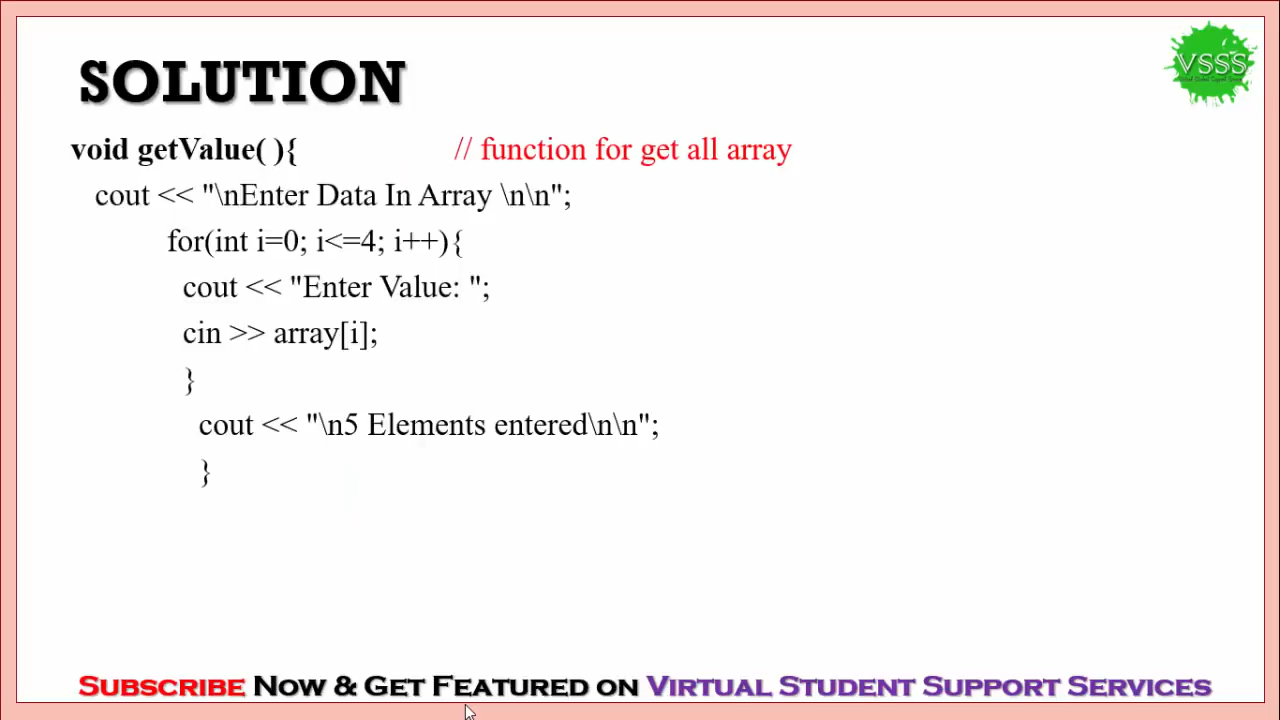 SOLUTION
VSSS
void getValue( ){ // function for get all array
cout << "\nEnter Data In Array \n\n";
for(int i=0; i<=4; i++){
cout << "Enter Value: ";
cin >> array[i];
}
cout << "\n5 Elements entered\n\n";
}
SUBSCRIBE NOW & GET FEATURED ON VIRTUAL STUDENT SUPPORT SERVICES